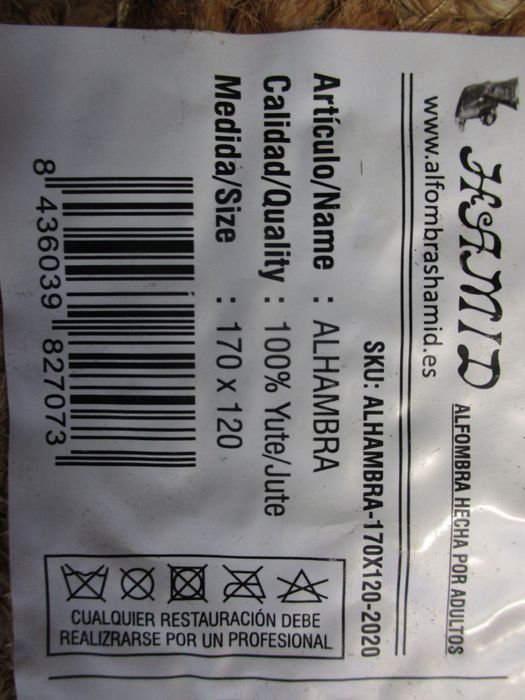 HAMID
ALFOMBRA HECHA POR ADULTOS
www.alfombrashamid.es
SKU: ALHAMBRA-170X120-2020
Artículo/Name : ALHAMBRA
Calidad/Quality : 100% Yute/Jute
Medida/Size : 170 x 120
8 436039 827073
CUALQUIER RESTAURACIÓN DEBE
REALIZRARSE POR UN PROFESIONAL